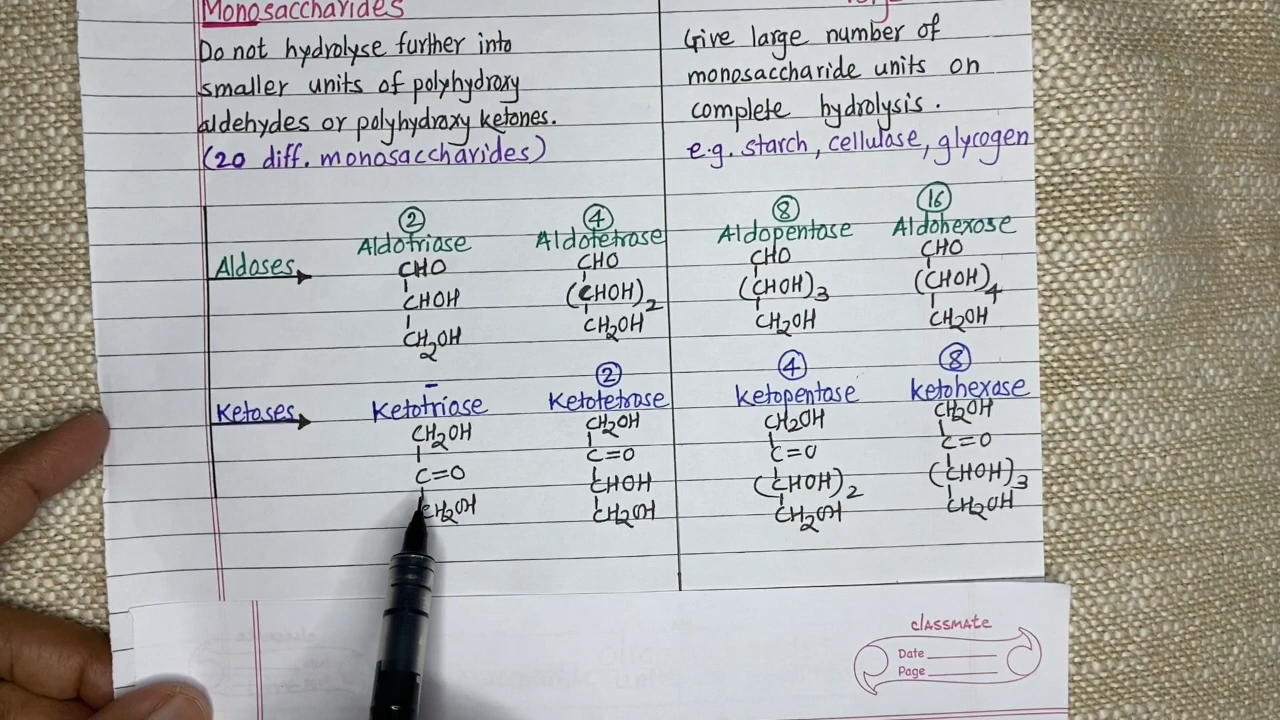 Monosaccharides
Do not hydrolyse further into
smaller units of polyhydroxy
aldehydes or polyhydroxy ketones.
(20 diff. monosaccharides)
Give large number of
monosaccharide units on
complete hydrolysis.
e.g. starch, cellulase, glycogen
② ④ ⑧ ⑯
Aldotriose Aldotetrose Aldopentose Aldohexose
Aldoses CHO CHO CHO CHO
CHOH (CHOH)2 (CHOH)3 (CHOH)4
CH2OH CH2OH CH2OH CH2OH
- ② ④ ⑧
Ketoses Ketotriose Ketotetrose ketopentose ketohexose
CH2OH CH2OH CH2OH CH2OH
C=O C=O C=O C=O
CH2OH CHOH (CHOH)2 (CHOH)3
CH2OH CH2OH CH2OH
classmate
Date
Page